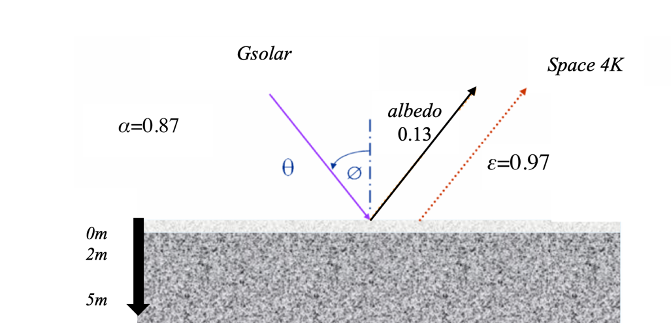 Gsolar
Space 4K
albedo
0.13
α=0.87
ε=0.97
θ
∅
0m
2m
5m